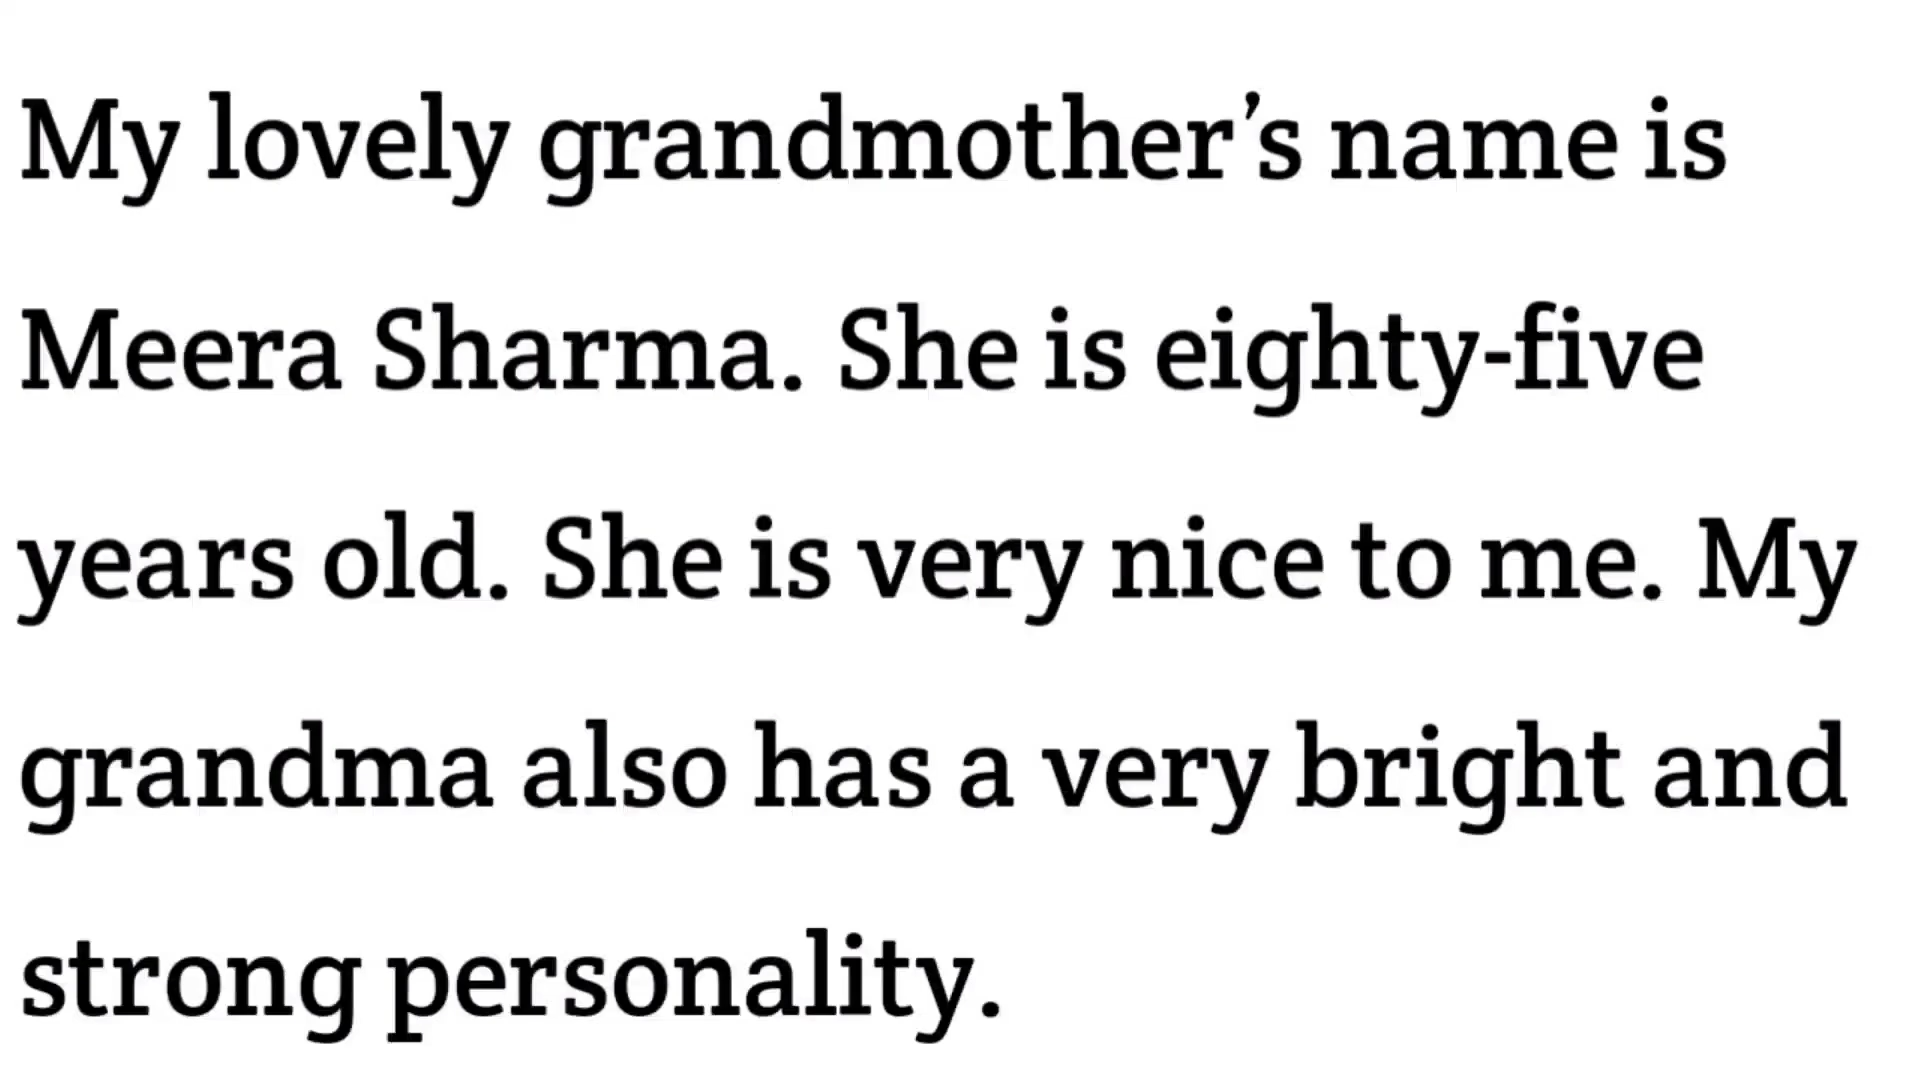 My lovely grandmother’s name is
Meera Sharma. She is eighty-five
years old. She is very nice to me. My
grandma also has a very bright and
strong personality.